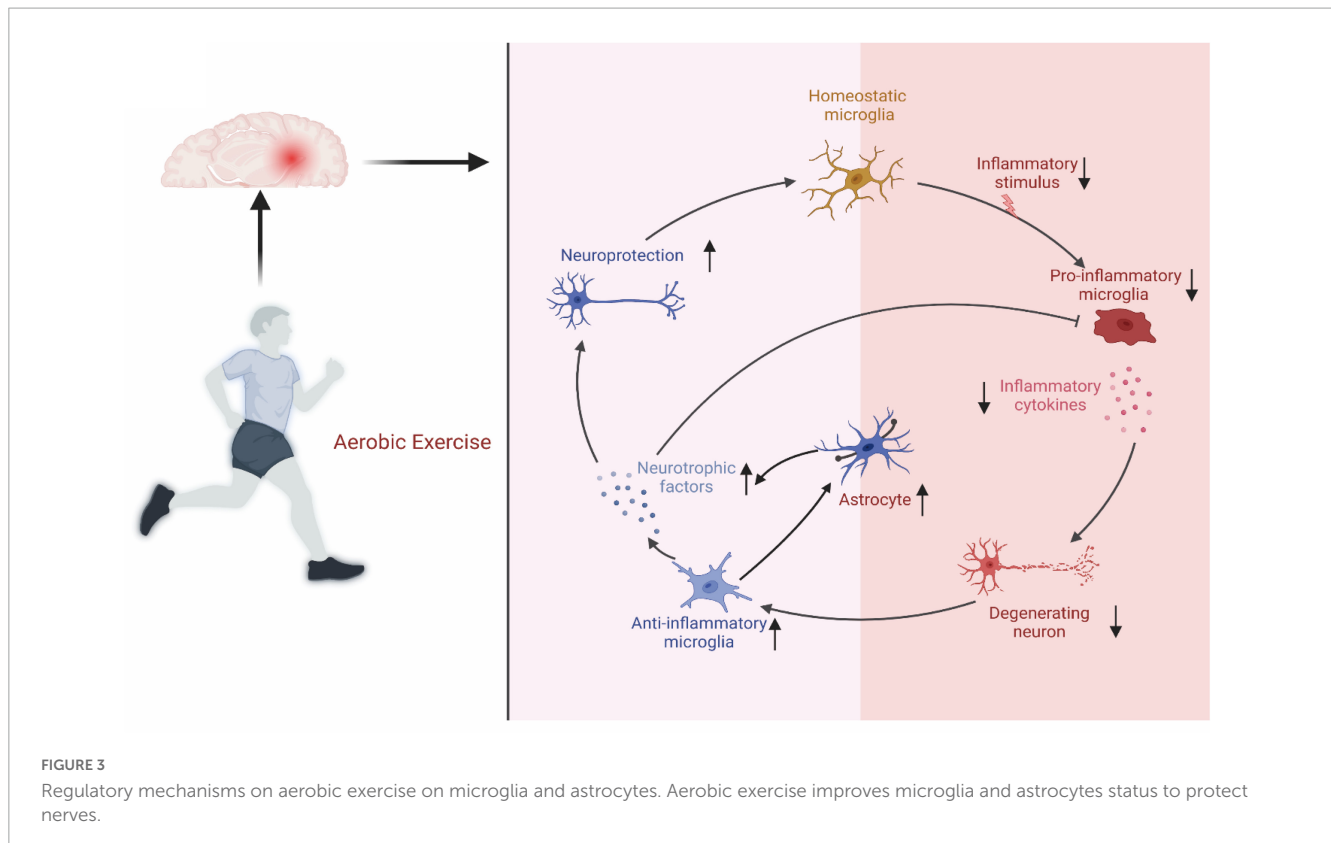 Homeostatic
microglia
Inflammatory
stimulus
Neuroprotection
Pro-inflammatory
microglia
Inflammatory
cytokines
Aerobic Exercise
Neurotrophic
factors
Astrocyte
Anti-inflammatory
microglia
Degenerating
neuron
FIGURE 3
Regulatory mechanisms on aerobic exercise on microglia and astrocytes. Aerobic exercise improves microglia and astrocytes status to protect
nerves.